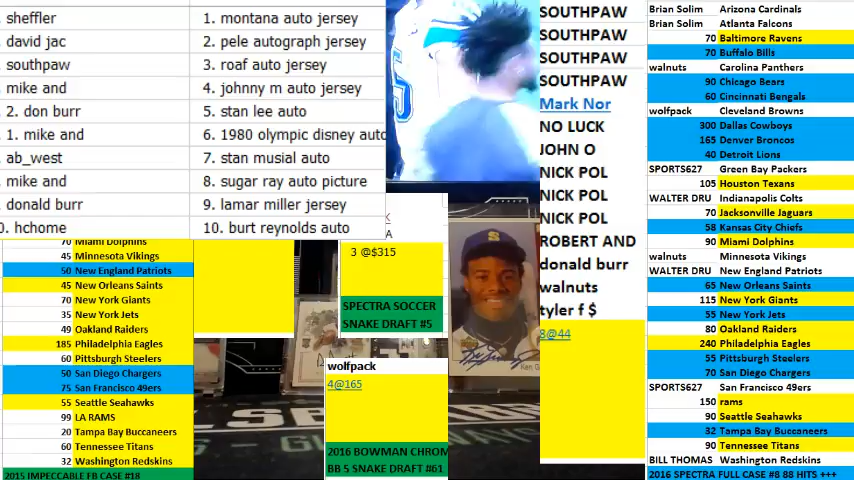 sheffler 1. montana auto jersey
david jac 2. pele autograph jersey
southpaw 3. roaf auto jersey
mike and 4. johnny m auto jersey
2. don burr 5. stan lee auto
1. mike and 6. 1980 olympic disney auto
ab_west 7. stan musial auto
mike and 8. sugar ray auto picture
donald burr 9. lamar miller jersey
hchome 10. burt reynolds auto
70 Miami Dolphins
45 Minnesota Vikings
50 New England Patriots
45 New Orleans Saints
70 New York Giants
35 New York Jets
49 Oakland Raiders
185 Philadelphia Eagles
60 Pittsburgh Steelers
50 San Diego Chargers
75 San Francisco 49ers
55 Seattle Seahawks
99 LA RAMS
20 Tampa Bay Buccaneers
60 Tennessee Titans
32 Washington Redskins
2015 IMPECCABLE FB CASE #18
3 @$315
SPECTRA SOCCER
SNAKE DRAFT #5
wolfpack
4@165
2016 BOWMAN CHROM
BB 5 SNAKE DRAFT #61
SOUTHPAW
SOUTHPAW
SOUTHPAW
SOUTHPAW
Mark Nor
NO LUCK
JOHN O
NICK POL
NICK POL
NICK POL
ROBERT AND
donald burr
walnuts
tyler f $
8@44
Brian Solim Arizona Cardinals
Brian Solim Atlanta Falcons
70 Baltimore Ravens
70 Buffalo Bills
walnuts Carolina Panthers
90 Chicago Bears
60 Cincinnati Bengals
wolfpack Cleveland Browns
300 Dallas Cowboys
165 Denver Broncos
40 Detroit Lions
SPORTS627 Green Bay Packers
105 Houston Texans
WALTER DRU Indianapolis Colts
70 Jacksonville Jaguars
58 Kansas City Chiefs
90 Miami Dolphins
walnuts Minnesota Vikings
WALTER DRU New England Patriots
65 New Orleans Saints
115 New York Giants
55 New York Jets
80 Oakland Raiders
240 Philadelphia Eagles
55 Pittsburgh Steelers
70 San Diego Chargers
SPORTS627 San Francisco 49ers
150 rams
90 Seattle Seahawks
32 Tampa Bay Buccaneers
90 Tennessee Titans
BILL THOMAS Washington Redskins
2016 SPECTRA FULL CASE #8 88 HITS +++